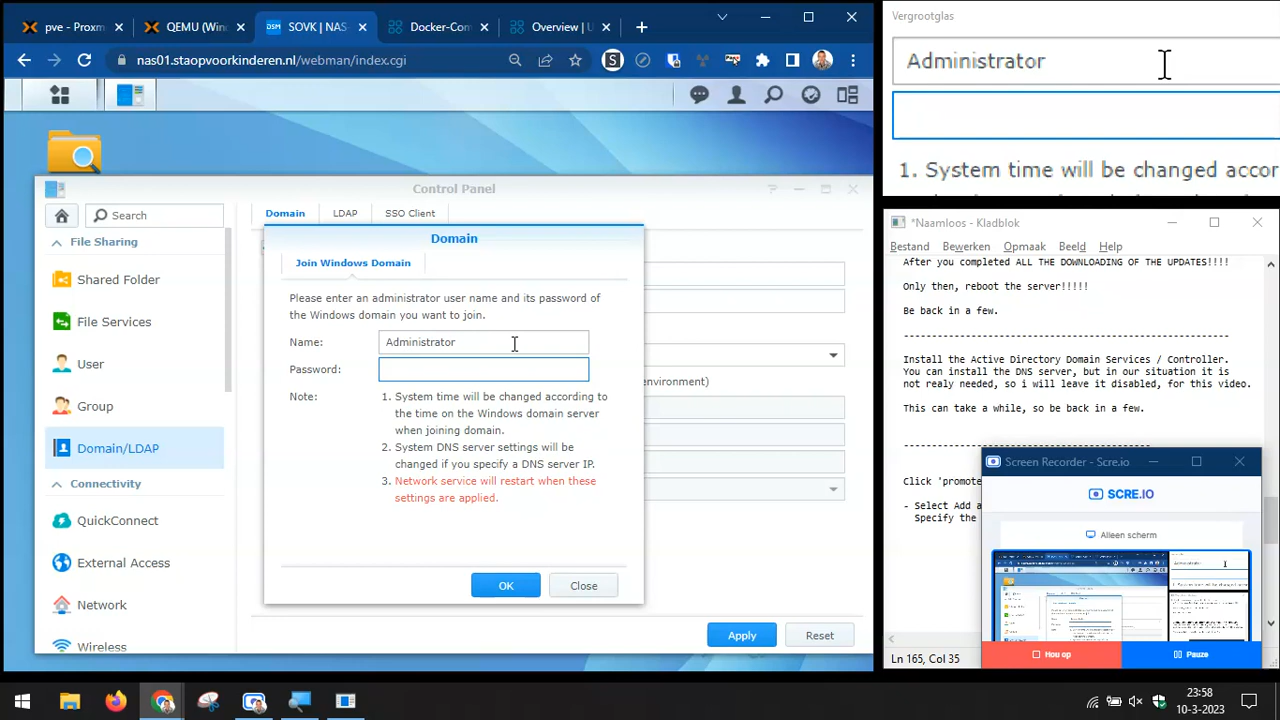 pve - Proxm
QEMU (Win
SOVK | NAS
Docker-Con
Overview | U
nas01.staopvoorkinderen.nl/webman/index.cgi
Control Panel
Search
Domain
LDAP
SSO Client
File Sharing
Shared Folder
File Services
User
Group
Domain/LDAP
Connectivity
QuickConnect
External Access
Network
Wireless
Domain
Join Windows Domain
Please enter an administrator user name and its password of
the Windows domain you want to join.
Name:
Administrator
Password:
Note:
1. System time will be changed according to
the time on the Windows domain server
when joining domain.
2. System DNS server settings will be
changed if you specify a DNS server IP.
3. Network service will restart when these
settings are applied.
environment)
OK
Close
Apply
Reset
Vergrootglas
Administrator
1. System time will be changed accor
*Naamloos - Kladblok
Bestand
Bewerken
Opmaak
Beeld
Help
After you completed ALL THE DOWNLOADING OF THE UPDATES!!!!
Only then, reboot the server!!!!!
Be back in a few.
Install the Active Directory Domain Services / Controller.
You can install the DNS server, but in our situation it is
not realy needed, so i will leave it disabled, for this video.
This can take a while, so be back in a few.
Click 'promote
- Select Add a
Specify the
Ln 165, Col 35
Screen Recorder - Scre.io
SCRE.IO
Alleen scherm
Hou op
Pauze
23:58
10-3-2023